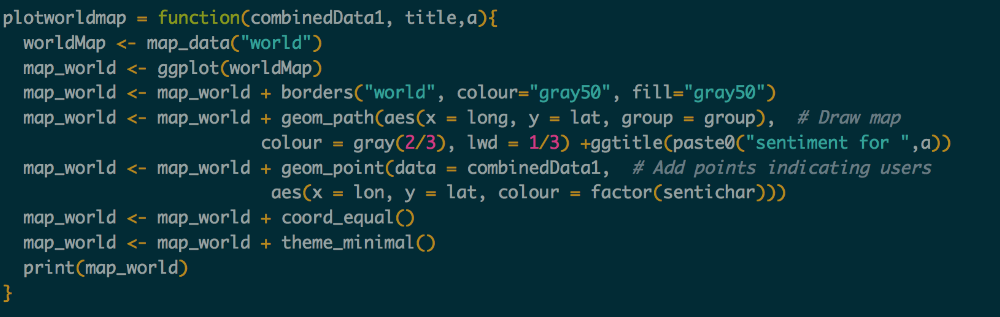 plotworldmap = function(combinedData1, title,a){
  worldMap <- map_data("world")
  map_world <- ggplot(worldMap)
  map_world <- map_world + borders("world", colour="gray50", fill="gray50")
  map_world <- map_world + geom_path(aes(x = long, y = lat, group = group),  # Draw map
                         colour = gray(2/3), lwd = 1/3) +ggtitle(paste0("sentiment for ",a))
  map_world <- map_world + geom_point(data = combinedData1,  # Add points indicating users
                          aes(x = lon, y = lat, colour = factor(sentichar)))
  map_world <- map_world + coord_equal()
  map_world <- map_world + theme_minimal()
  print(map_world)
}